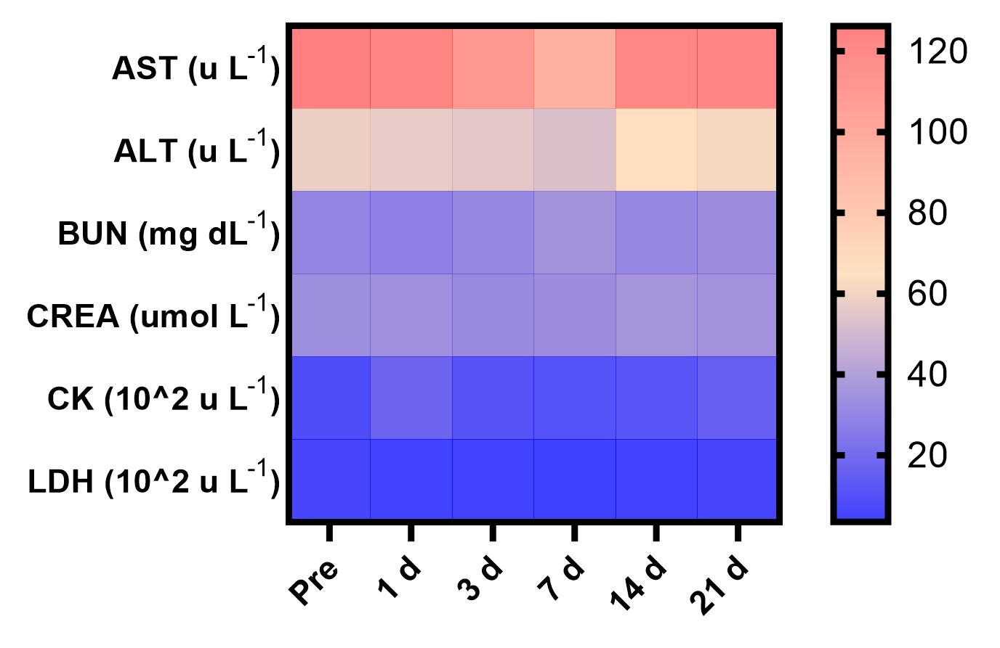 AST (u L⁻¹)
ALT (u L⁻¹)
BUN (mg dL⁻¹)
CREA (umol L⁻¹)
CK (10^2 u L⁻¹)
LDH (10^2 u L⁻¹)
Pre
1 d
3 d
7 d
14 d
21 d
120
100
80
60
40
20